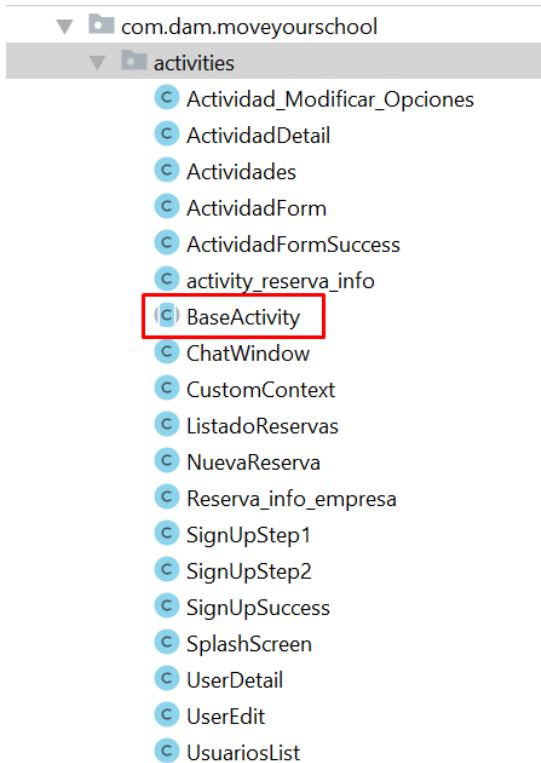 com.dam.moveyourschool
activities
C Actividad_Modificar_Opciones
C ActividadDetail
C Actividades
C ActividadForm
C ActividadFormSuccess
C activity_reserva_info
C BaseActivity
C ChatWindow
C CustomContext
C ListadoReservas
C NuevaReserva
C Reserva_info_empresa
C SignUpStep1
C SignUpStep2
C SignUpSuccess
C SplashScreen
C UserDetail
C UserEdit
C UsuariosList